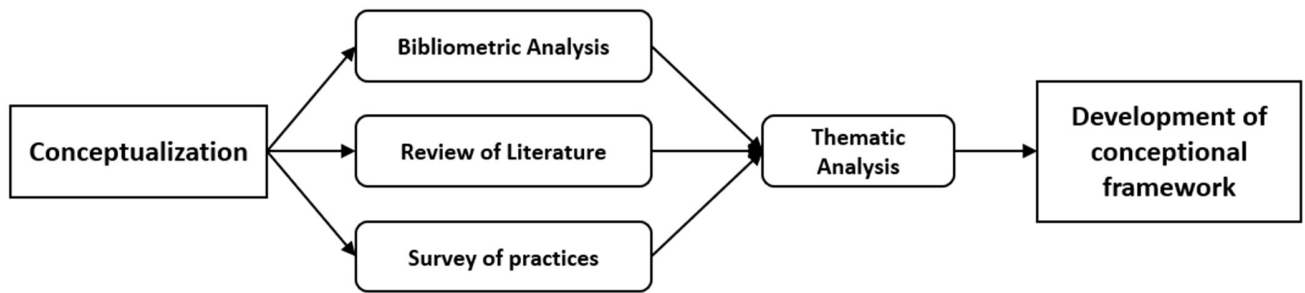 Conceptualization
Bibliometric Analysis
Review of Literature
Survey of practices
Thematic
Analysis
Development of
conceptional
framework